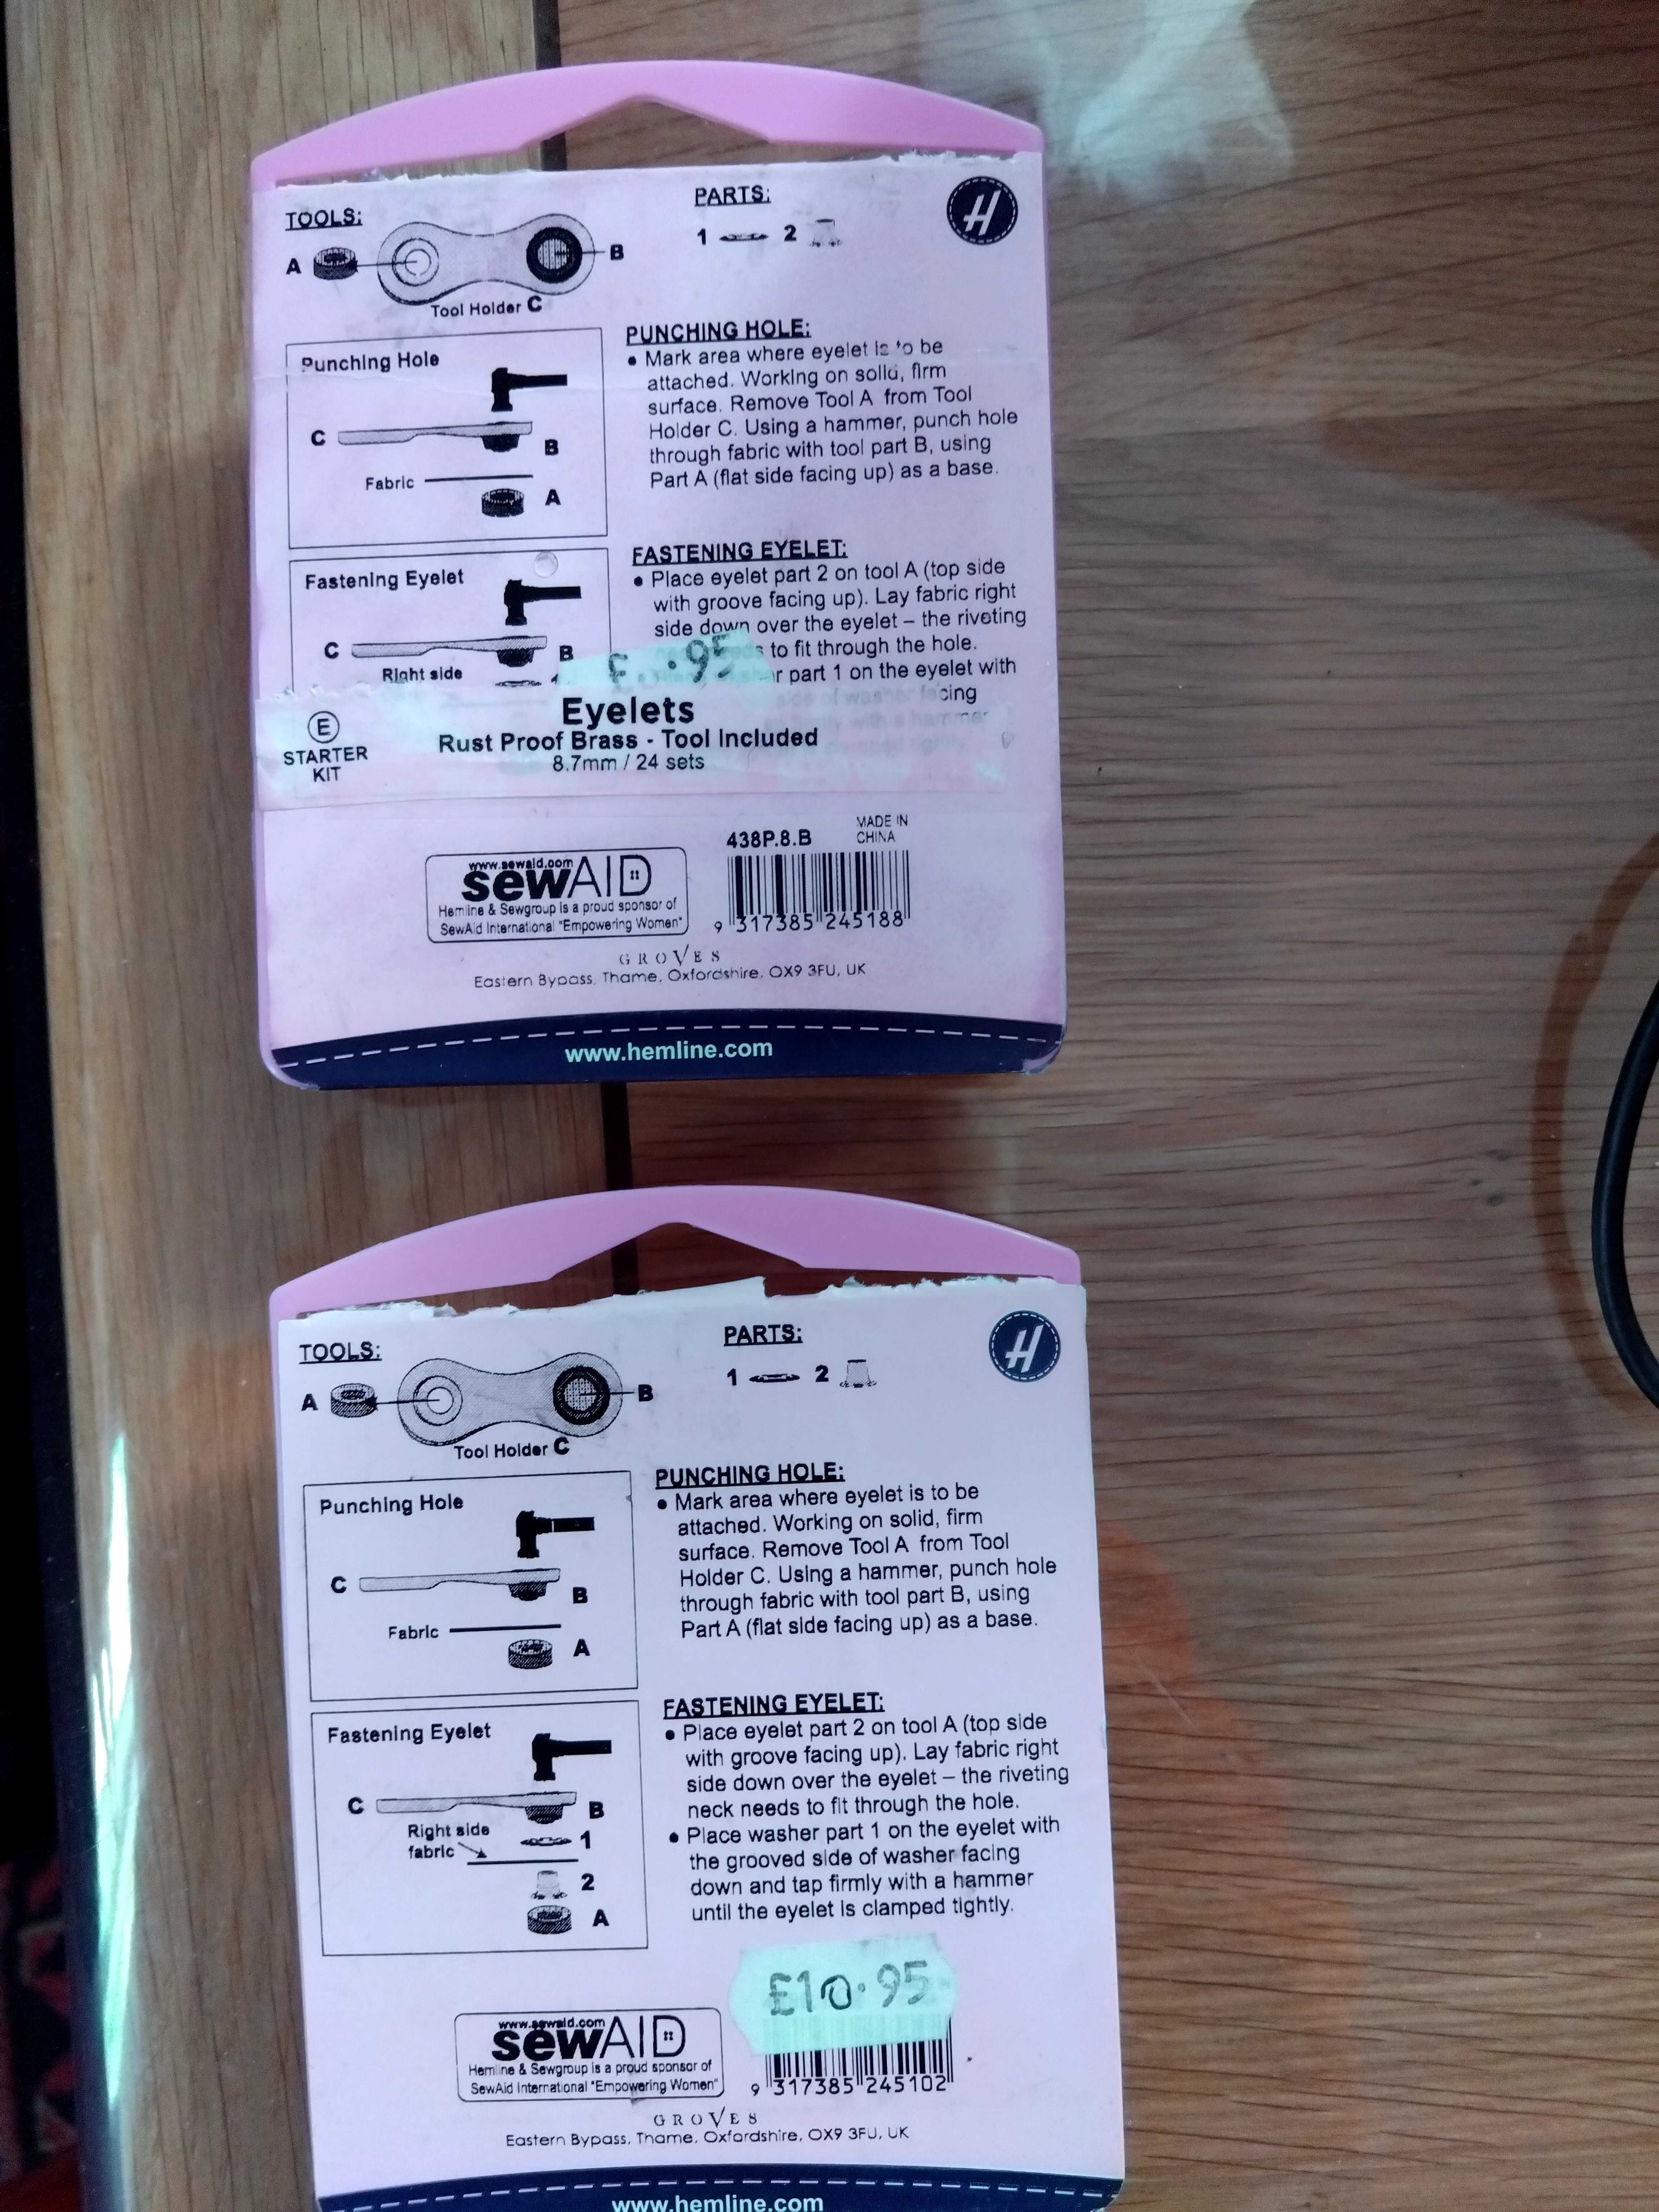 TOOLS:
PARTS:
H
1 2
A
B
Tool Holder C
Punching Hole
C
B
Fabric
A
PUNCHING HOLE:
• Mark area where eyelet is to be
attached. Working on solid, firm
surface. Remove Tool A from Tool
Holder C. Using a hammer, punch hole
through fabric with tool part B, using
Part A (flat side facing up) as a base.
Fastening Eyelet
C
B
Right side
FASTENING EYELET:
• Place eyelet part 2 on tool A (top side
with groove facing up). Lay fabric right
side down over the eyelet – the riveting
to fit through the hole.
part 1 on the eyelet with
side of washer facing
firmly with a hammer
£ .95
E
STARTER
KIT
Eyelets
Rust Proof Brass - Tool Included
8.7mm / 24 sets
438P.8.B
MADE IN
CHINA
www.sewaid.com
sewAID
Hemline & Sewgroup is a proud sponsor of
SewAid International "Empowering Women"
9 317385 245188
GROVES
Eastern Bypass, Thame, Oxfordshire, OX9 3FU, UK
www.hemline.com
TOOLS:
PARTS:
H
1 2
A
B
Tool Holder C
Punching Hole
C
B
Fabric
A
PUNCHING HOLE:
• Mark area where eyelet is to be
attached. Working on solid, firm
surface. Remove Tool A from Tool
Holder C. Using a hammer, punch hole
through fabric with tool part B, using
Part A (flat side facing up) as a base.
Fastening Eyelet
C
B
Right side
fabric
1
2
A
FASTENING EYELET:
• Place eyelet part 2 on tool A (top side
with groove facing up). Lay fabric right
side down over the eyelet – the riveting
neck needs to fit through the hole.
• Place washer part 1 on the eyelet with
the grooved side of washer facing
down and tap firmly with a hammer
until the eyelet is clamped tightly.
£10.95
www.sewaid.com
sewAID
Hemline & Sewgroup is a proud sponsor of
SewAid International "Empowering Women"
9 317385 245102
GROVES
Eastern Bypass, Thame, Oxfordshire, OX9 3FU, UK
www.hemline.com